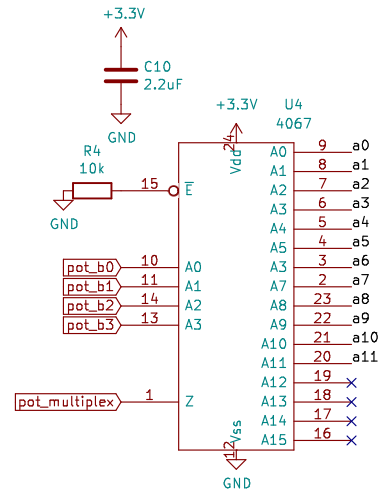 +3.3V
C10
2.2uF
GND
+3.3V
U4
4067
24
Vdd
R4
10k
GND
15
E
10
11
14
13
pot_b0
pot_b1
pot_b2
pot_b3
A0
A1
A2
A3
pot_multiplex
1
Z
A0 9 a0
A1 8 a1
A2 7 a2
A3 6 a3
A4 5 a4
A5 4 a5
A3 3 a6
A7 2 a7
A8 23 a8
A9 22 a9
A10 21 a10
A11 20 a11
A12 19
A13 18
A14 17
A15 16
12
Vss
GND